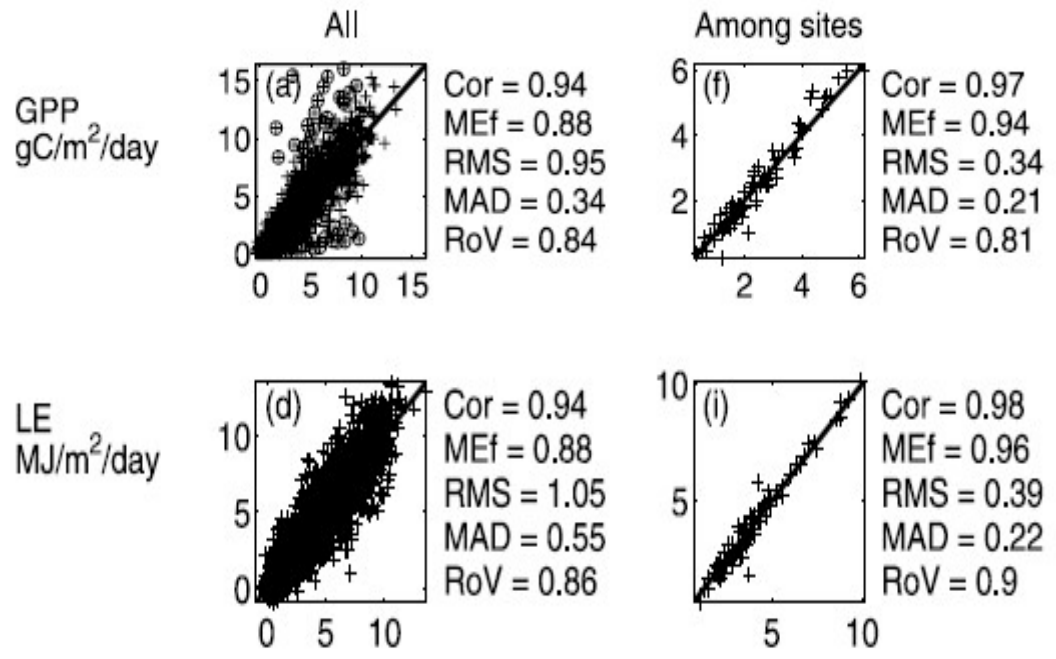 All
Among sites
GPP
gC/m²/day
(a)
15
10
5
0
0 5 10 15
Cor = 0.94
MEf = 0.88
RMS = 0.95
MAD = 0.34
RoV = 0.84
(f)
6
4
2
2 4 6
Cor = 0.97
MEf = 0.94
RMS = 0.34
MAD = 0.21
RoV = 0.81
LE
MJ/m²/day
(d)
10
5
0
0 5 10
Cor = 0.94
MEf = 0.88
RMS = 1.05
MAD = 0.55
RoV = 0.86
(i)
10
5
5 10
Cor = 0.98
MEf = 0.96
RMS = 0.39
MAD = 0.22
RoV = 0.9